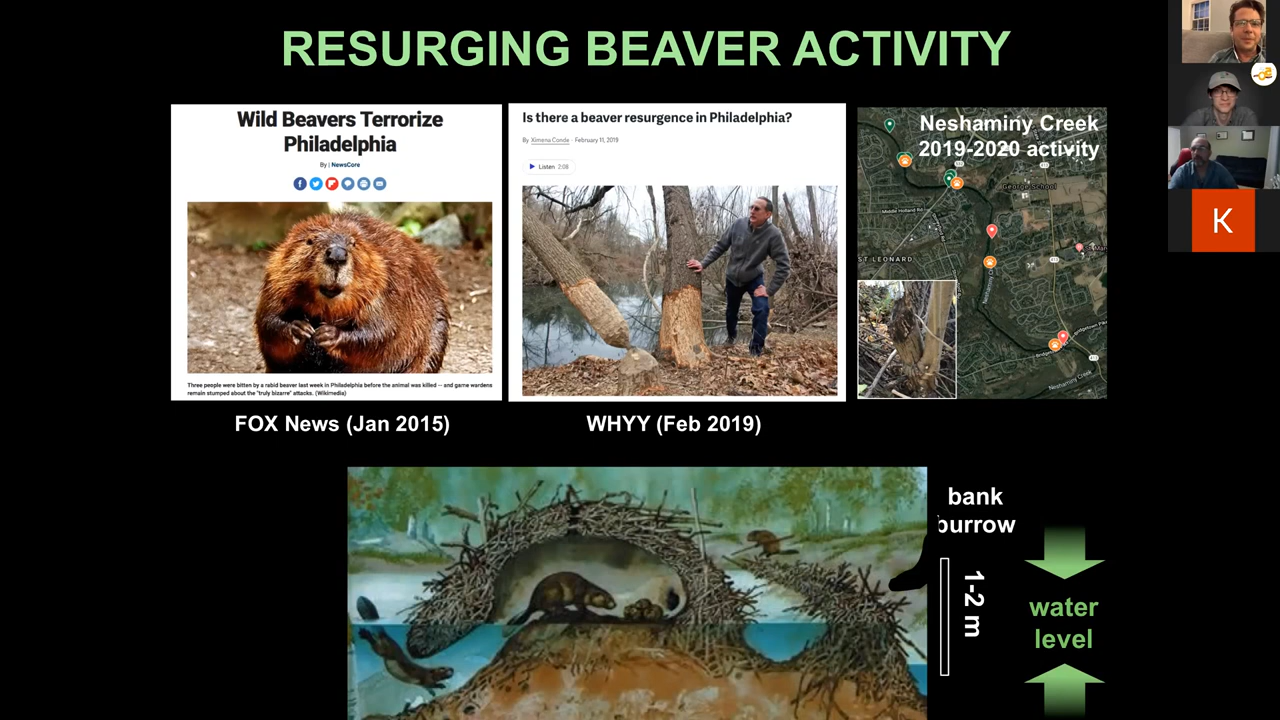 RESURGING BEAVER ACTIVITY
Wild Beavers Terrorize
Philadelphia
By | NewsCore
Three people were bitten by a rabid beaver last week in Philadelphia before the animal was killed -- and game wardens
remain stumped about the "truly bizarre" attacks. (Wikimedia)
FOX News (Jan 2015)
Is there a beaver resurgence in Philadelphia?
By Ximena Conde · February 11, 2019
Listen 2:08
WHYY (Feb 2019)
Neshaminy Creek
2019-2020 activity
George School
Middle Holland Rd
ST LEONARD
Neshaminy Creek
bank
burrow
1-2 m
water
level
K